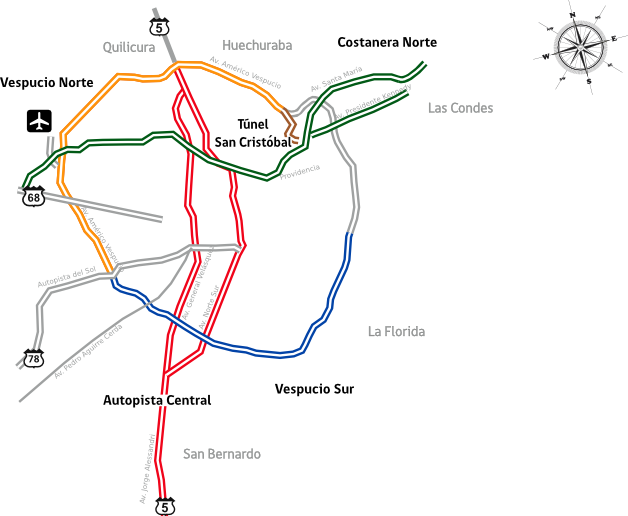 5
Quilicura
Huechuraba
Costanera Norte
N
E
W
S
Av. Américo Vespucio
Av. Santa Maria
Vespucio Norte
Av. Presidente Kennedy
Las Condes
Túnel
San Cristóbal
Providencia
68
Av. Américo Vespucio
Autopista del Sol
Av. General Velásquez
Av. Norte Sur
78
Av. Pedro Aguirre Cerda
La Florida
Vespucio Sur
Autopista Central
San Bernardo
Av. Jorge Alessandri
5